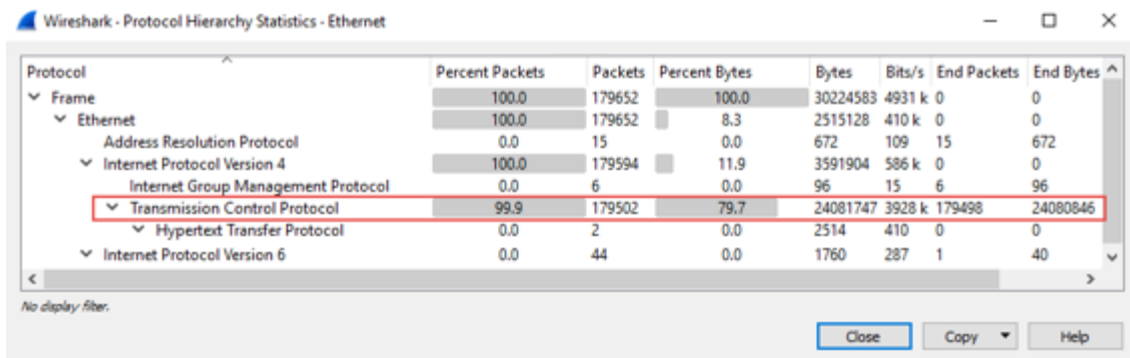 Wireshark · Protocol Hierarchy Statistics · Ethernet
Protocol Percent Packets Packets Percent Bytes Bytes Bits/s End Packets End Bytes
Frame 100.0 179652 100.0 30224583 4931 k 0 0
Ethernet 100.0 179652 8.3 2515128 410 k 0 0
Address Resolution Protocol 0.0 15 0.0 672 109 15 672
Internet Protocol Version 4 100.0 179594 11.9 3591904 586 k 0 0
Internet Group Management Protocol 0.0 6 0.0 96 15 6 96
Transmission Control Protocol 99.9 179502 79.7 24081747 3928 k 179498 24080846
Hypertext Transfer Protocol 0.0 2 0.0 2514 410 0 0
Internet Protocol Version 6 0.0 44 0.0 1760 287 1 40
No display filter.
Close Copy Help